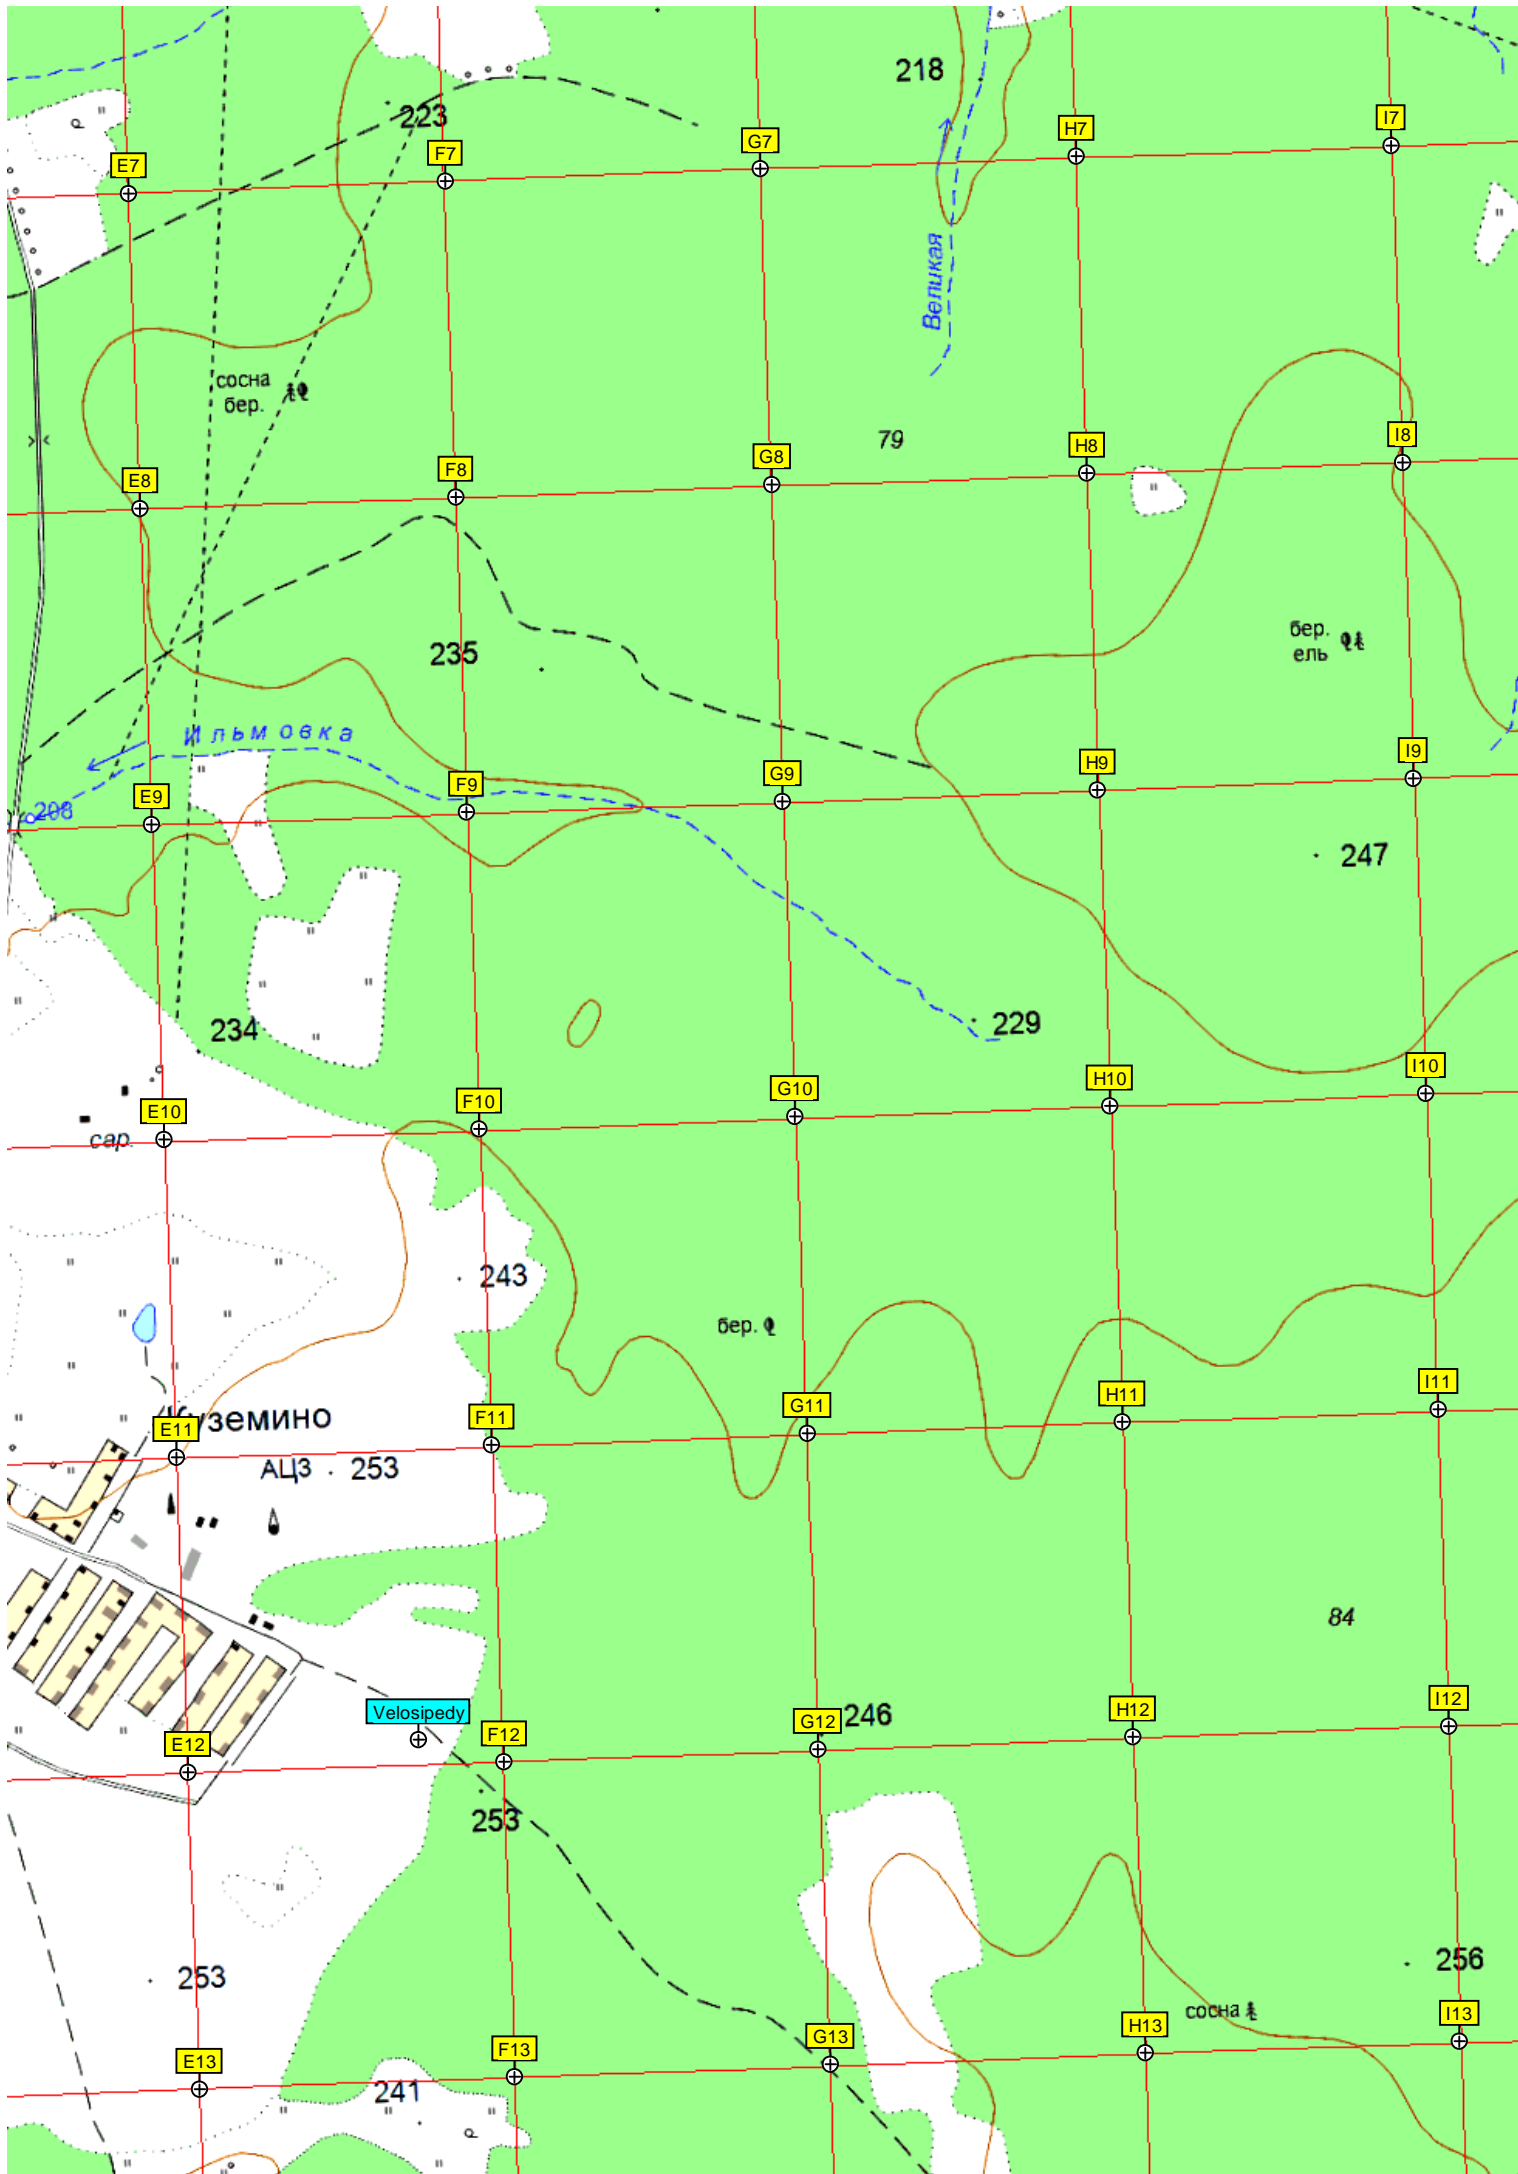 218
223
I7
H7
G7
F7
E7
Великая
сосна
бер.
79
I8
H8
G8
F8
E8
бер.
ель
235
Ильмовка
I9
H9
G9
F9
E9
208
247
229
234
I10
H10
G10
F10
E10
сар.
243
бер.
I11
H11
G11
F11
E11
Куземино
АЦЗ
253
84
I12
H12
G12
246
F12
E12
Velosipedy
253
256
253
сосна
I13
H13
G13
F13
E13
241